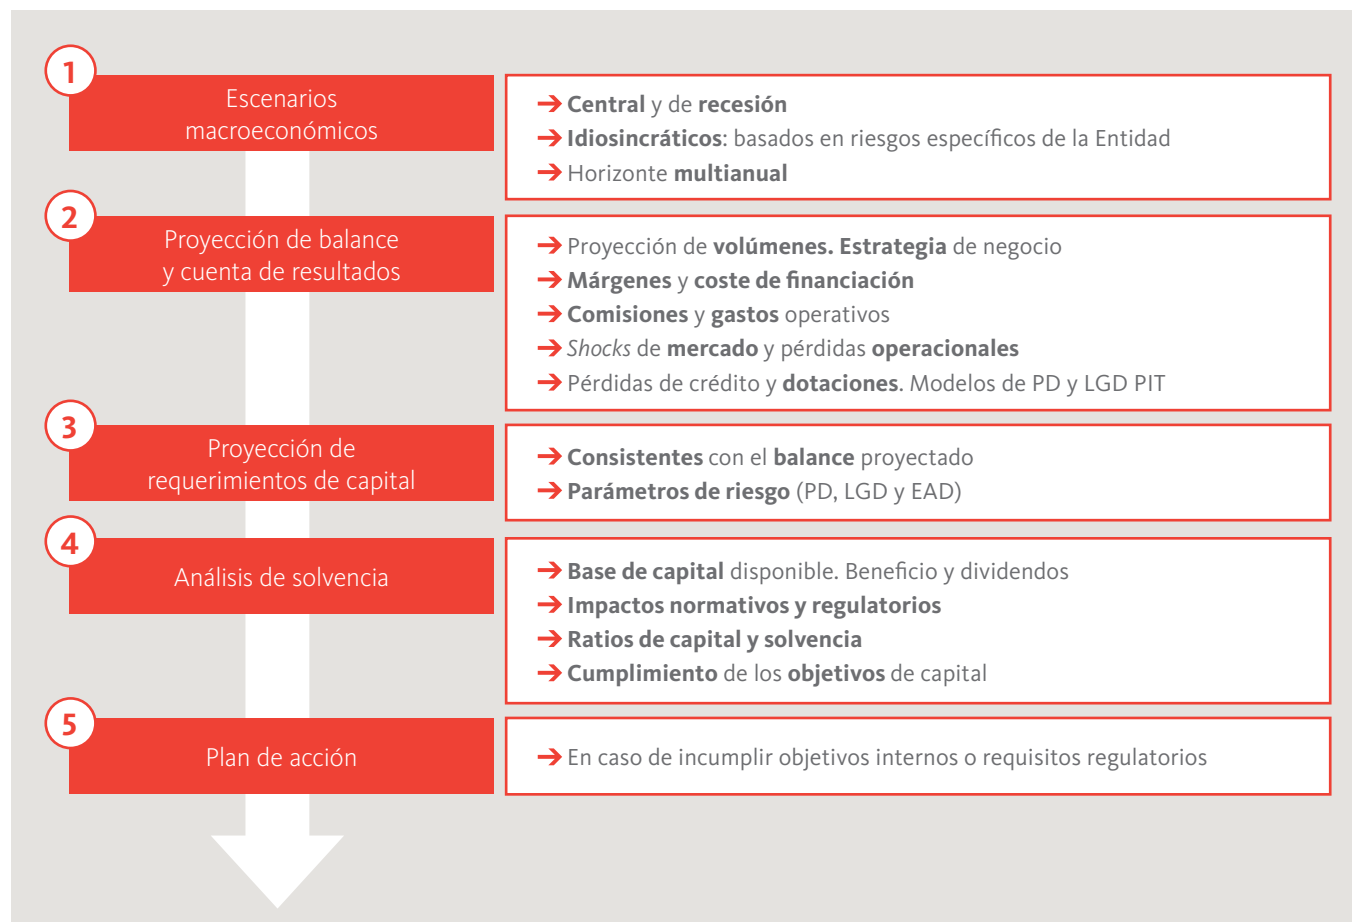 1
Escenarios
macroeconómicos
➔ Central y de recesión
➔ Idiosincráticos: basados en riesgos específicos de la Entidad
➔ Horizonte multianual
2
Proyección de balance
y cuenta de resultados
➔ Proyección de volúmenes. Estrategia de negocio
➔ Márgenes y coste de financiación
➔ Comisiones y gastos operativos
➔ Shocks de mercado y pérdidas operacionales
➔ Pérdidas de crédito y dotaciones. Modelos de PD y LGD PIT
3
Proyección de
requerimientos de capital
➔ Consistentes con el balance proyectado
➔ Parámetros de riesgo (PD, LGD y EAD)
4
Análisis de solvencia
➔ Base de capital disponible. Beneficio y dividendos
➔ Impactos normativos y regulatorios
➔ Ratios de capital y solvencia
➔ Cumplimiento de los objetivos de capital
5
Plan de acción
➔ En caso de incumplir objetivos internos o requisitos regulatorios